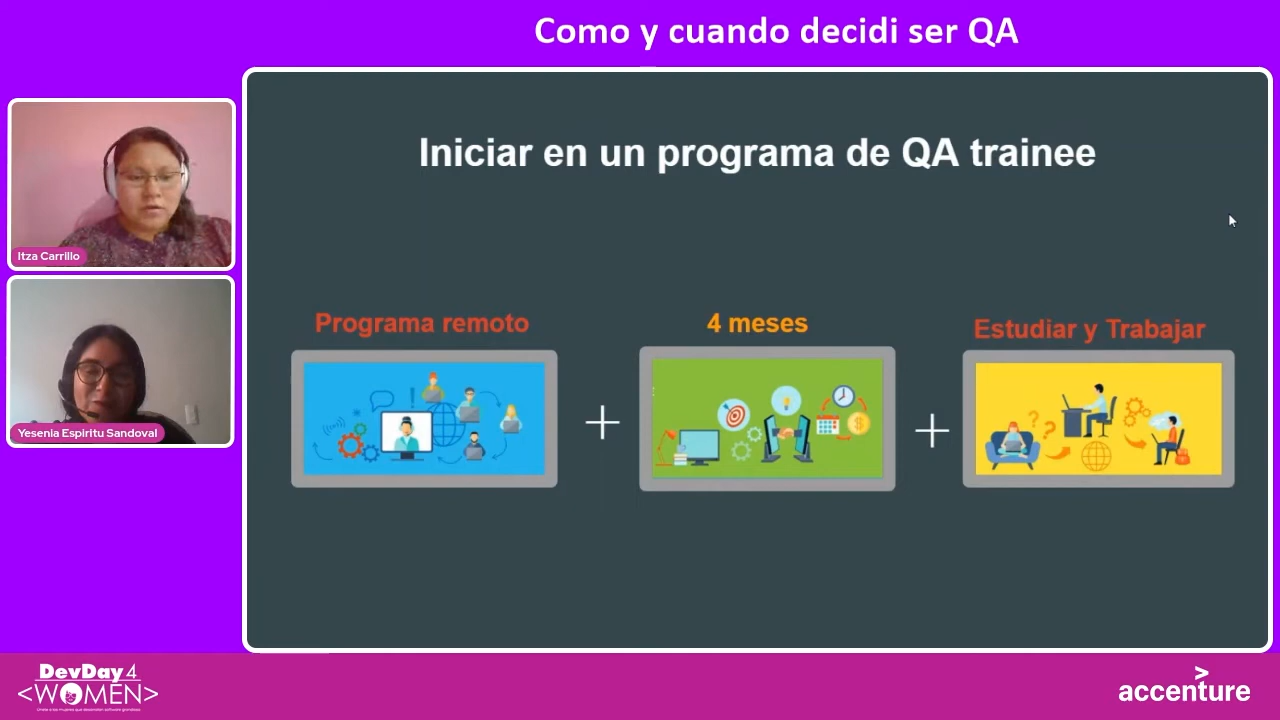 Como y cuando decidi ser QA
Iniciar en un programa de QA trainee
Itza Carrillo
Yesenia Espiritu Sandoval
Programa remoto
4 meses
Estudiar y Trabajar
DevDay4
<WOMEN>
accenture